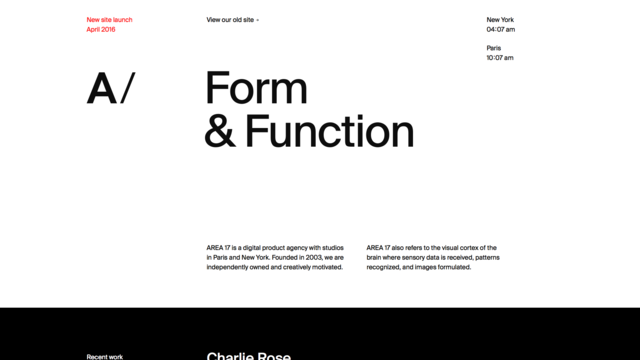 New site launch
April 2016
View our old site
New York
04:07 am
Paris
10:07 am
A/
Form
& Function
AREA 17 is a digital product agency with studios
in Paris and New York. Founded in 2003, we are
independently owned and creatively motivated.
AREA 17 also refers to the visual cortex of the
brain where sensory data is received, patterns
recognized, and images formulated.
Recent work
Charlie Rose